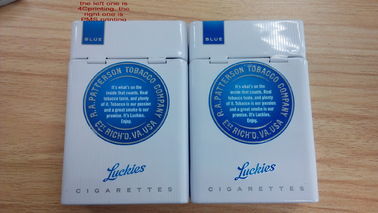 the left one is
4Cprinting, the
right one is
PMS printing
BLUE
R.A. PATTERSON TOBACCO COMPANY
It's what's on the
inside that counts. Real
tobacco taste, and plenty
of it. Tobacco is our passion
and a great smoke is our
promise. It's Luckies.
Enjoy.
EST RICH'D, VA. USA
Luckies
CIGARETTES
BLUE
R.A. PATTERSON TOBACCO COMPANY
It's what's on the
inside that counts. Real
tobacco taste, and plenty
of it. Tobacco is our passion
and a great smoke is our
promise. It's Luckies.
Enjoy.
EST RICH'D, VA. USA
Luckies
CIGARETTES